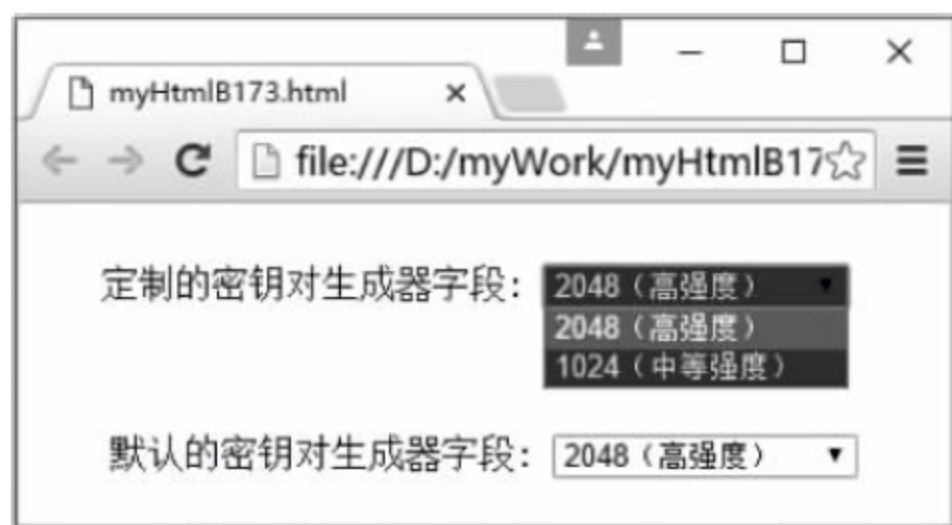 myHtmlB173.html
file:///D:/myWork/myHtmlB17
定制的密钥对生成器字段: 2048（高强度）
2048（高强度）
1024（中等强度）
默认的密钥对生成器字段: 2048（高强度）